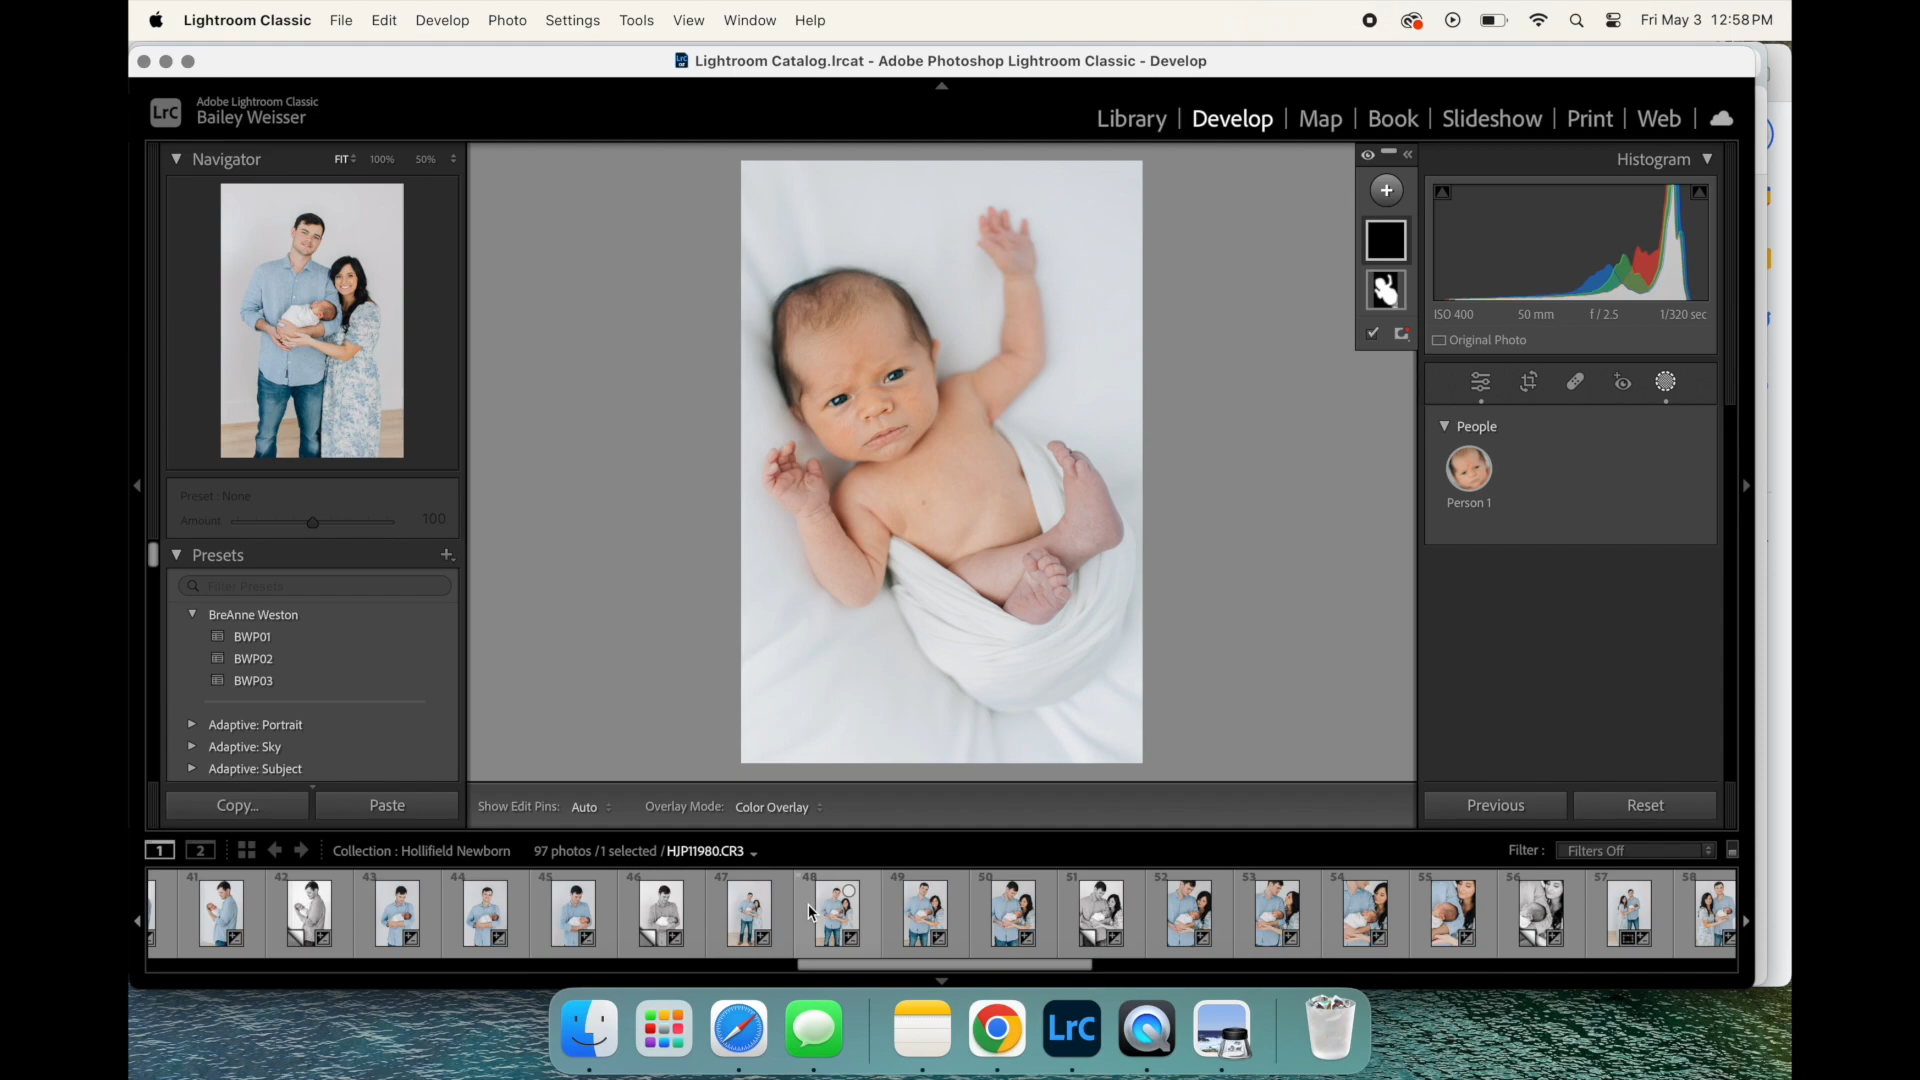 Lightroom Classic File Edit Develop Photo Settings Tools View Window Help Fri May 3 12:58 PM
Lightroom Catalog.lrcat - Adobe Photoshop Lightroom Classic - Develop
LrC
Adobe Lightroom Classic
Bailey Weisser
Library | Develop | Map | Book | Slideshow | Print | Web |
Navigator FIT 100% 50%
Histogram
ISO 400 50 mm f / 2.5 1/320 sec
Original Photo
People
Person 1
Preset : None
Amount 100
Presets
Filter Presets
BreAnne Weston
BWP01
BWP02
BWP03
Adaptive: Portrait
Adaptive: Sky
Adaptive: Subject
Copy... Paste
Show Edit Pins: Auto Overlay Mode: Color Overlay
Previous Reset
1 2 Collection : Hollifield Newborn 97 photos / 1 selected / HJP11980.CR3
Filter : Filters Off
41 42 43 44 45 46 47 48 49 50 51 52 53 54 55 56 57 58
LrC